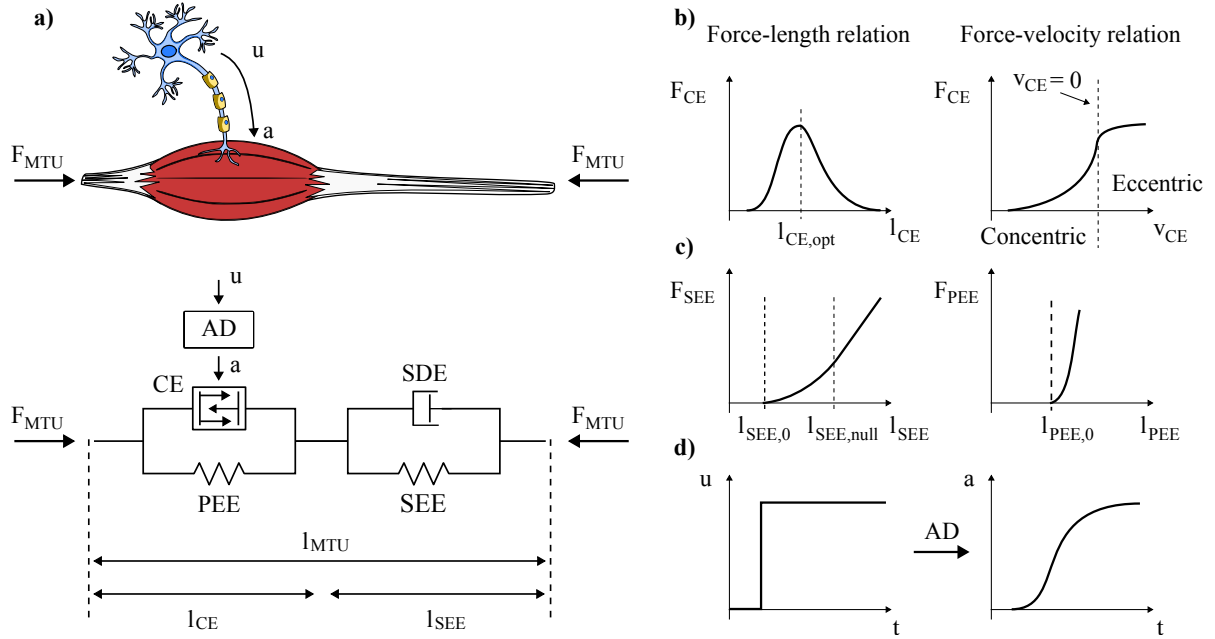 a)
u
a
F_MTU
F_MTU
u
AD
a
CE
SDE
F_MTU
F_MTU
PEE
SEE
l_MTU
l_CE
l_SEE
b)
Force-length relation
Force-velocity relation
F_CE
l_CE,opt
l_CE
F_CE
v_CE = 0
Eccentric
Concentric
v_CE
c)
F_SEE
l_SEE,0
l_SEE,null
l_SEE
F_PEE
l_PEE,0
l_PEE
d)
u
t
AD
a
t